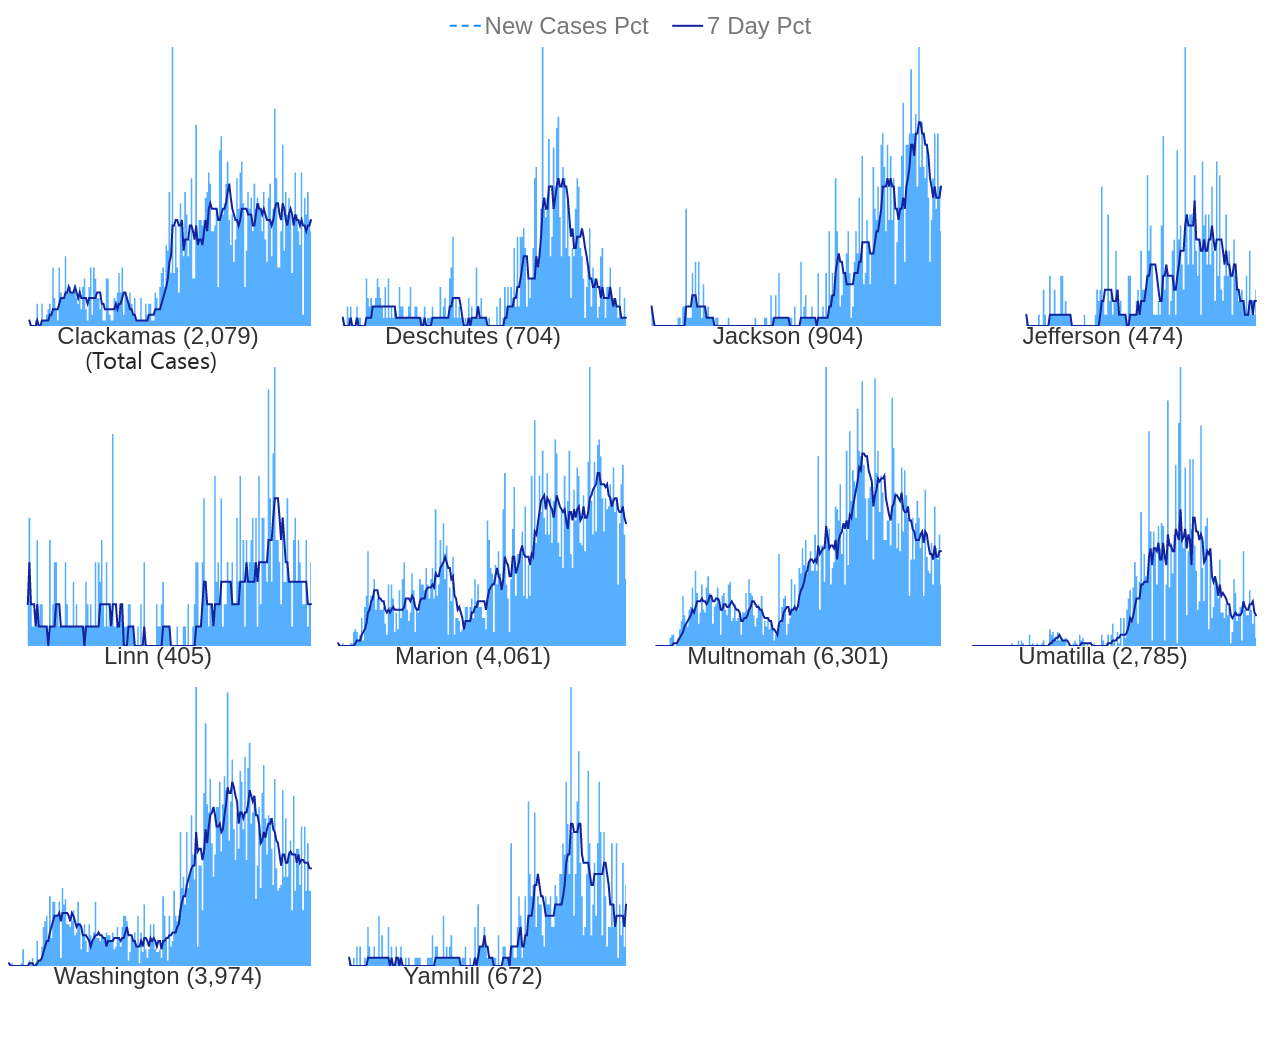 New Cases Pct 7 Day Pct
Clackamas (2,079) Deschutes (704) Jackson (904) Jefferson (474)
(Total Cases)
Linn (405) Marion (4,061) Multnomah (6,301) Umatilla (2,785)
Washington (3,974) Yamhill (672)